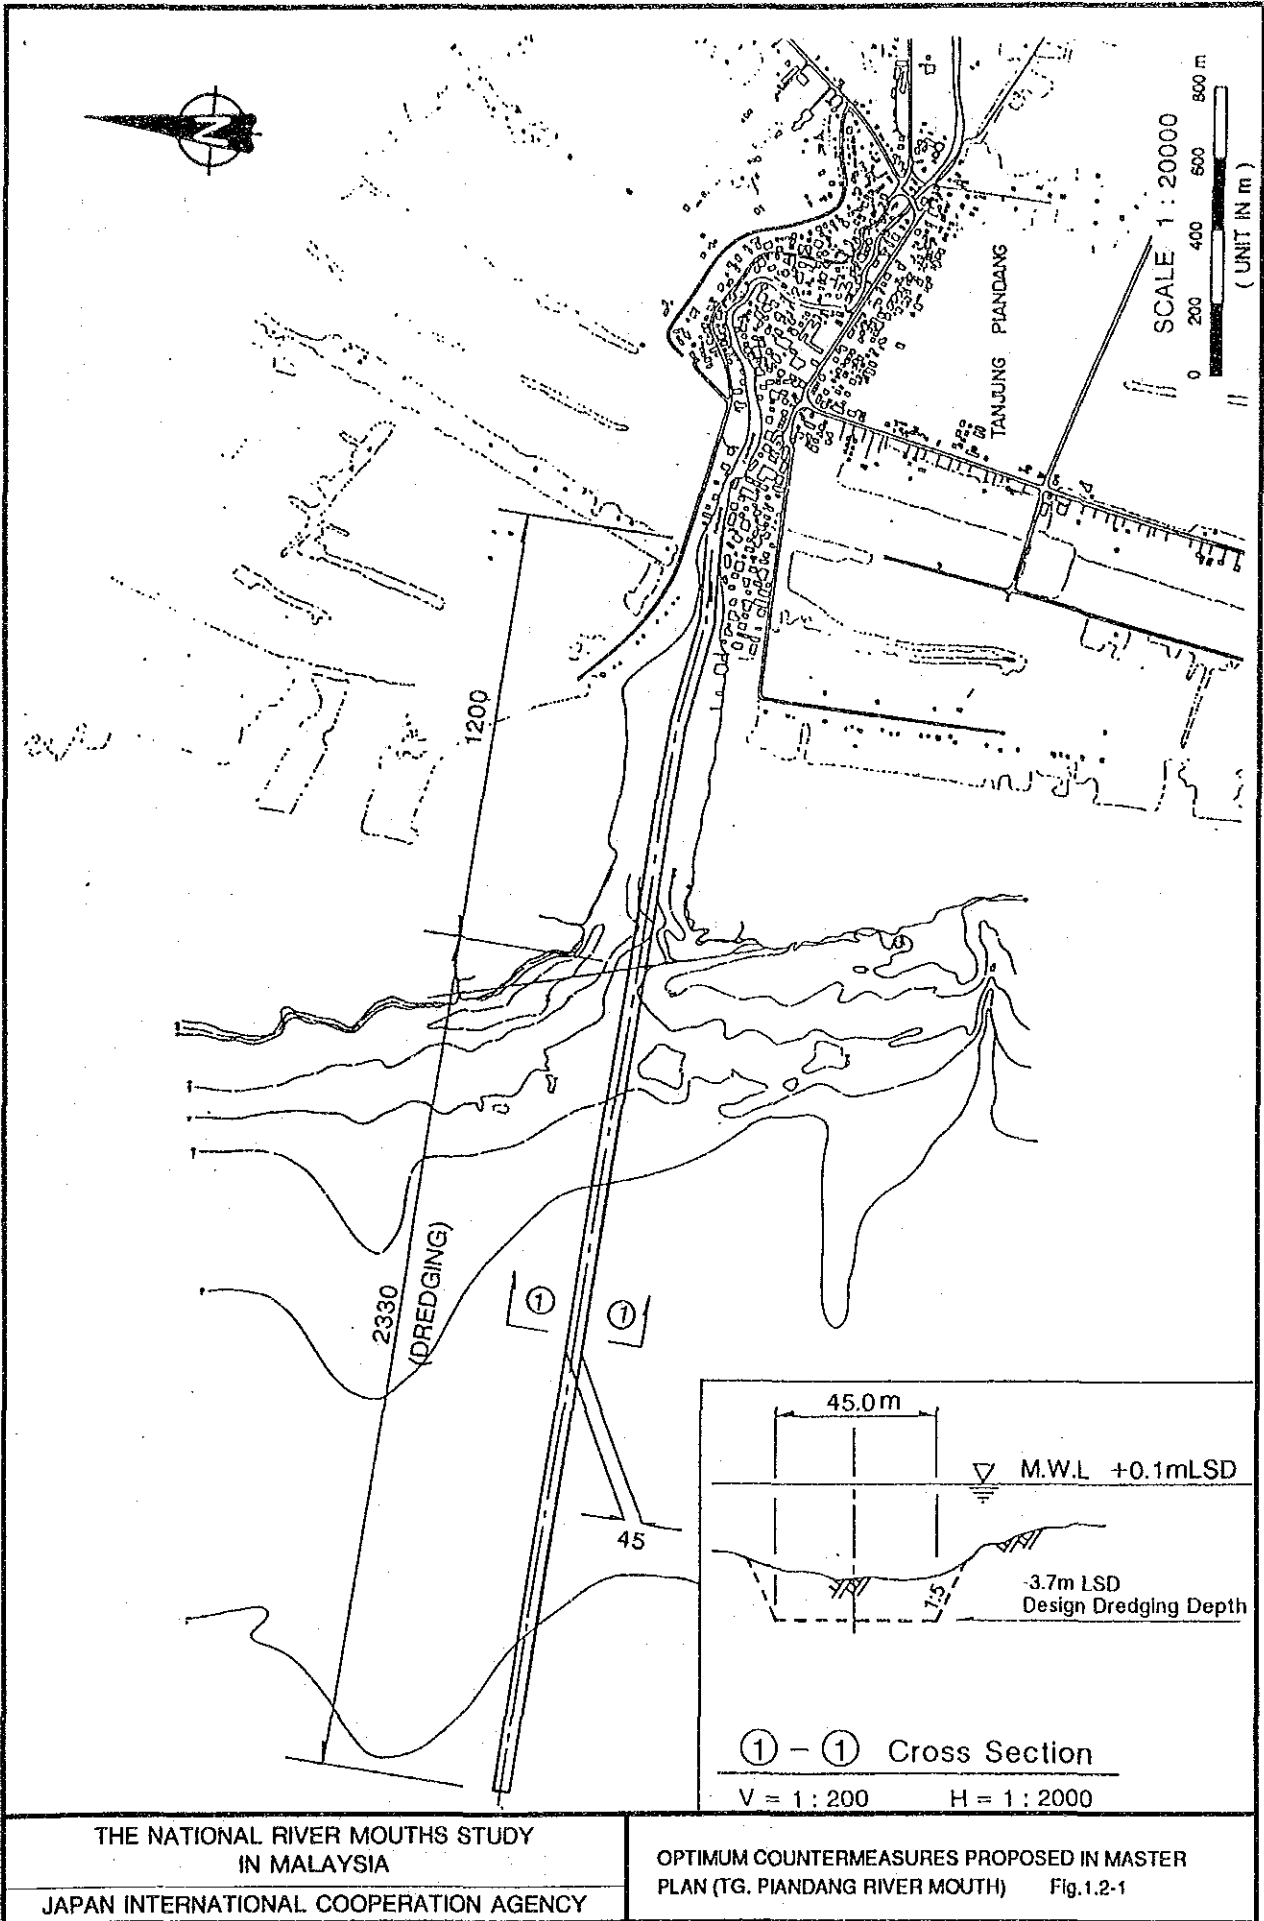 N
SCALE 1 : 20000
0 200 400 600 800 m
( UNIT IN m )
TANJUNG PIANDANG
1200
2330
(DREDGING)
1
1
45
45.0m
M.W.L +0.1mLSD
1:5
-3.7m LSD
Design Dredging Depth
① - ① Cross Section
V = 1 : 200 H = 1 : 2000
THE NATIONAL RIVER MOUTHS STUDY
IN MALAYSIA
JAPAN INTERNATIONAL COOPERATION AGENCY
OPTIMUM COUNTERMEASURES PROPOSED IN MASTER
PLAN (TG. PIANDANG RIVER MOUTH) Fig.1.2-1